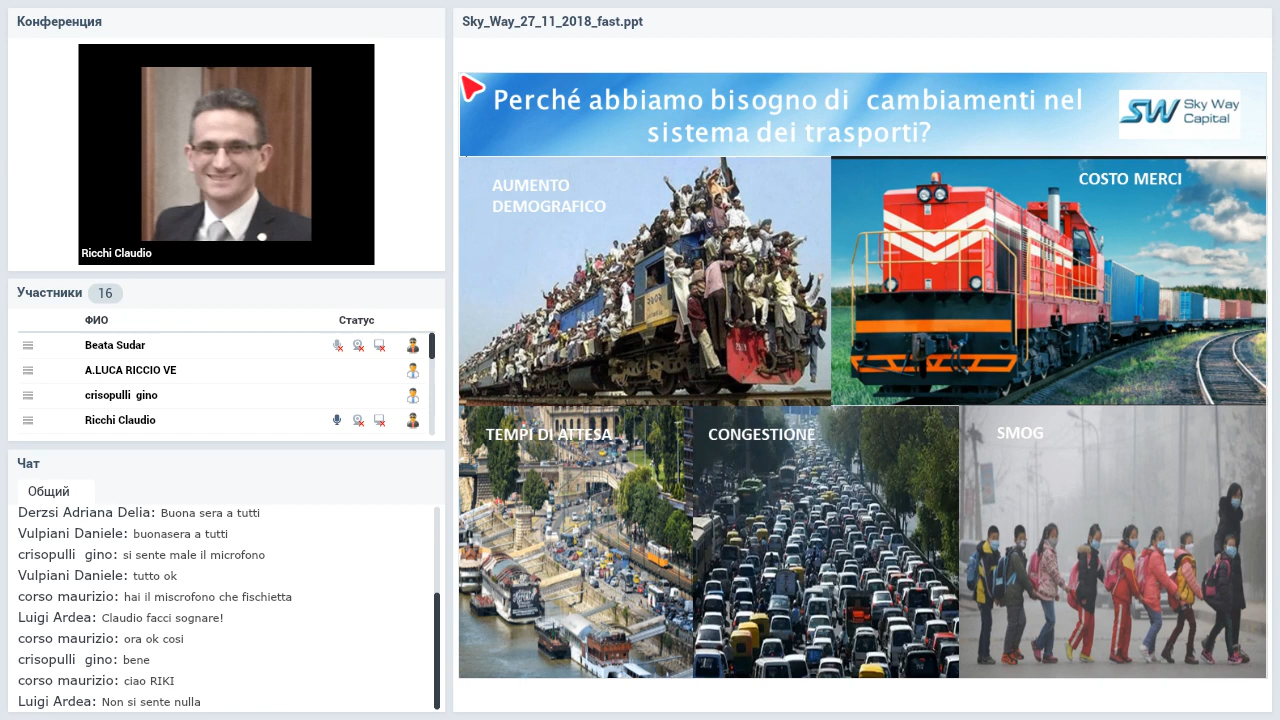 Конференция
Ricchi Claudio
Участники 16
ФИО Статус
Beata Sudar
A.LUCA RICCIO VE
crisopulli gino
Ricchi Claudio
Чат
Общий
Derzsi Adriana Delia: Buona sera a tutti
Vulpiani Daniele: buonasera a tutti
crisopulli gino: si sente male il microfono
Vulpiani Daniele: tutto ok
corso maurizio: hai il miscrofono che fischietta
Luigi Ardea: Claudio facci sognare!
corso maurizio: ora ok cosi
crisopulli gino: bene
corso maurizio: ciao RIKI
Luigi Ardea: Non si sente nulla
Sky_Way_27_11_2018_fast.ppt
Perché abbiamo bisogno di cambiamenti nel
sistema dei trasporti?
SW Sky Way
Capital
AUMENTO
DEMOGRAFICO
COSTO MERCI
TEMPI DI ATTESA
CONGESTIONE
SMOG